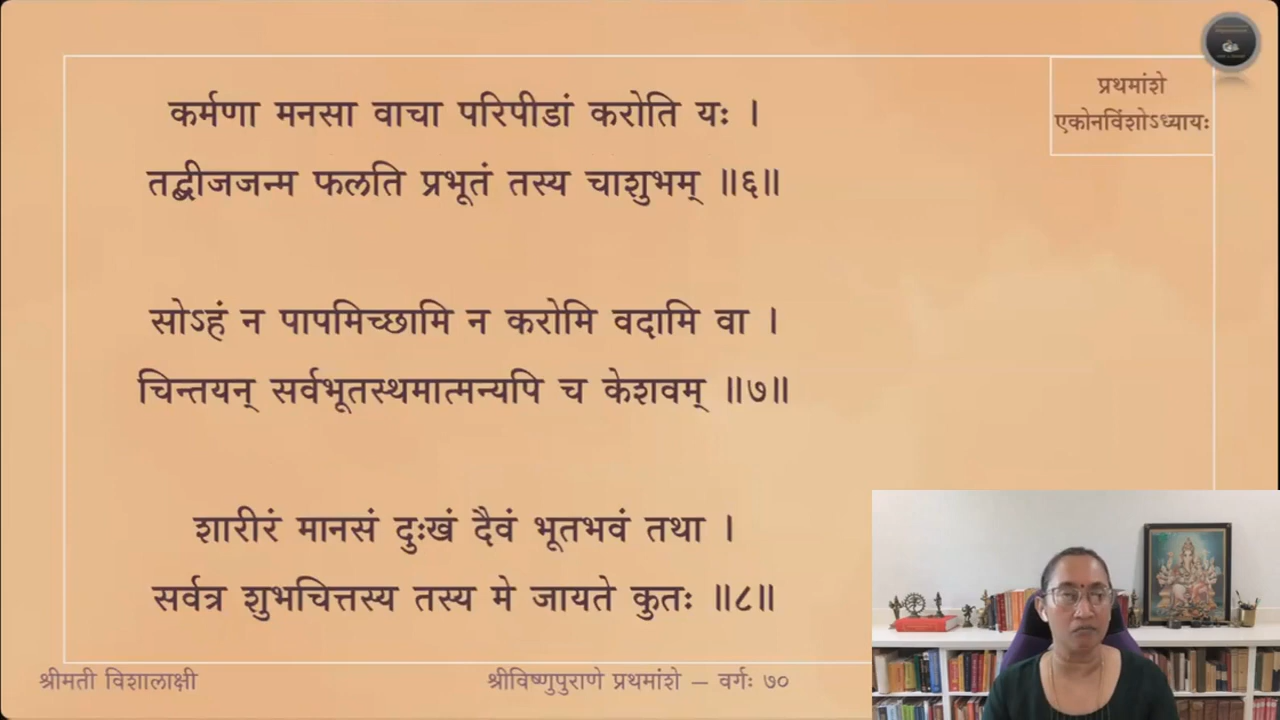 प्रथमांशे
एकोनविंशोऽध्यायः
कर्मणा मनसा वाचा परिपीडां करोति यः ।
तद्बीजजन्म फलति प्रभूतं तस्य चाशुभम् ॥६॥
सोऽहं न पापमिच्छामि न करोमि वदामि वा ।
चिन्तयन् सर्वभूतस्थमात्मन्यपि च केशवम् ॥७॥
शारीरं मानसं दुःखं दैवं भूतभवं तथा ।
सर्वत्र शुभचित्तस्य तस्य मे जायते कुतः ॥८॥
श्रीमती विशालाक्षी
श्रीविष्णुपुराणे प्रथमांशे – वर्गः ७०